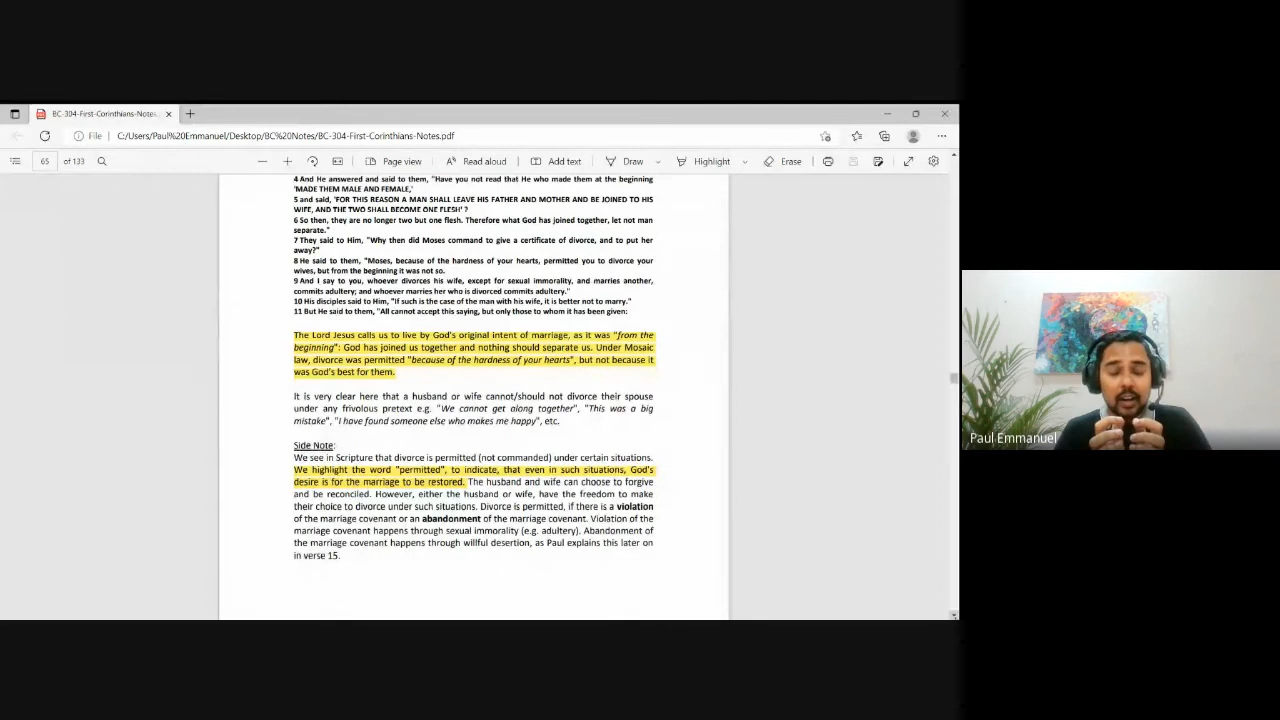 BC-304-First-Corinthians-Notes.
File
C:/Users/Paul%20Emmanuel/Desktop/BC%20Notes/BC-304-First-Corinthians-Notes.pdf
65 of 133
Page view
Read aloud
Add text
Draw
Highlight
Erase
4 And He answered and said to them, "Have you not read that He who made them at the beginning
'MADE THEM MALE AND FEMALE,'
5 and said, 'FOR THIS REASON A MAN SHALL LEAVE HIS FATHER AND MOTHER AND BE JOINED TO HIS
WIFE, AND THE TWO SHALL BECOME ONE FLESH' ?
6 So then, they are no longer two but one flesh. Therefore what God has joined together, let not man
separate."
7 They said to Him, "Why then did Moses command to give a certificate of divorce, and to put her
away?"
8 He said to them, "Moses, because of the hardness of your hearts, permitted you to divorce your
wives, but from the beginning it was not so.
9 And I say to you, whoever divorces his wife, except for sexual immorality, and marries another,
commits adultery; and whoever marries her who is divorced commits adultery."
10 His disciples said to Him, "If such is the case of the man with his wife, it is better not to marry."
11 But He said to them, "All cannot accept this saying, but only those to whom it has been given:
The Lord Jesus calls us to live by God's original intent of marriage, as it was "from the
beginning": God has joined us together and nothing should separate us. Under Mosaic
law, divorce was permitted "because of the hardness of your hearts", but not because it
was God's best for them.
It is very clear here that a husband or wife cannot/should not divorce their spouse
under any frivolous pretext e.g. "We cannot get along together", "This was a big
mistake", "I have found someone else who makes me happy", etc.
Side Note:
We see in Scripture that divorce is permitted (not commanded) under certain situations.
We highlight the word "permitted", to indicate, that even in such situations, God's
desire is for the marriage to be restored. The husband and wife can choose to forgive
and be reconciled. However, either the husband or wife, have the freedom to make
their choice to divorce under such situations. Divorce is permitted, if there is a violation
of the marriage covenant or an abandonment of the marriage covenant. Violation of the
marriage covenant happens through sexual immorality (e.g. adultery). Abandonment of
the marriage covenant happens through willful desertion, as Paul explains this later on
in verse 15.
Paul Emmanuel